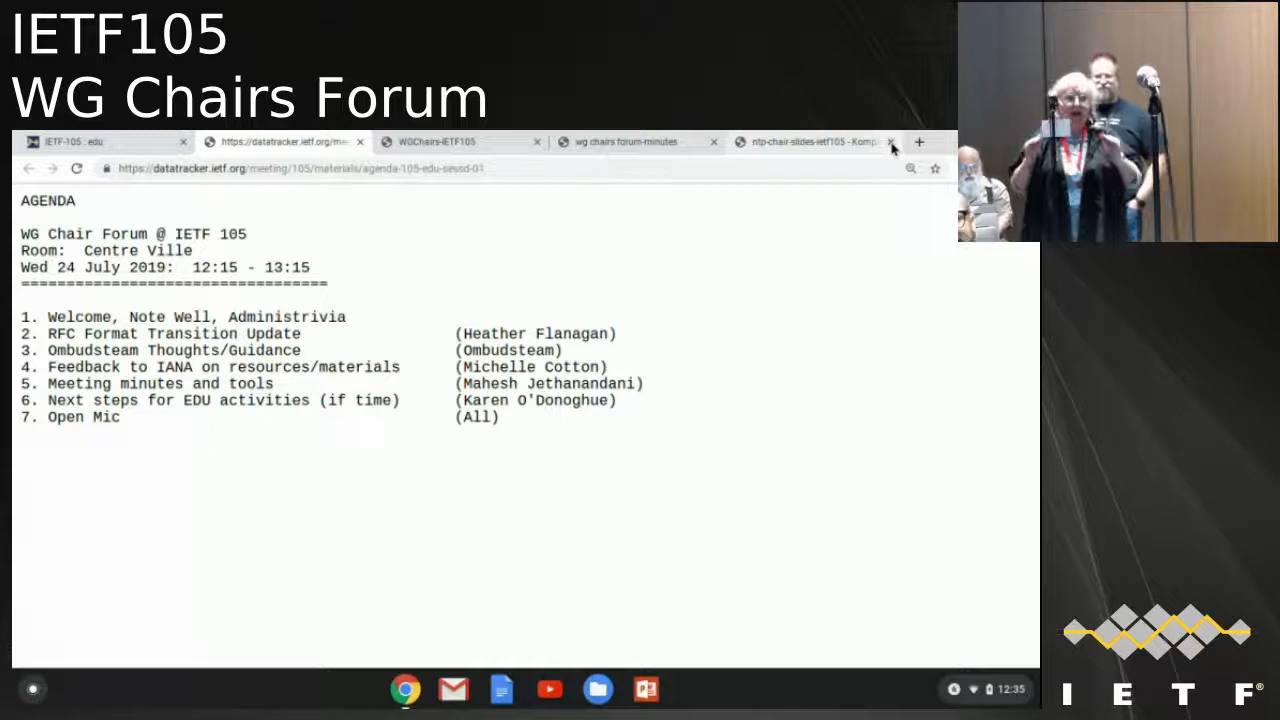 IETF105
WG Chairs Forum
IETF-105 : edu
https://datatracker.ietf.org/me
WGChairs-IETF105
wg chairs forum-minutes
ntp-chair-slides-ietf105 - Komp
https://datatracker.ietf.org/meeting/105/materials/agenda-105-edu-sessd-01
AGENDA
WG Chair Forum @ IETF 105
Room:  Centre Ville
Wed 24 July 2019:  12:15 - 13:15
==================================
1. Welcome, Note Well, Administrivia
2. RFC Format Transition Update (Heather Flanagan)
3. Ombudsteam Thoughts/Guidance (Ombudsteam)
4. Feedback to IANA on resources/materials (Michelle Cotton)
5. Meeting minutes and tools (Mahesh Jethanandani)
6. Next steps for EDU activities (if time) (Karen O'Donoghue)
7. Open Mic (All)
12:35
I E T F®